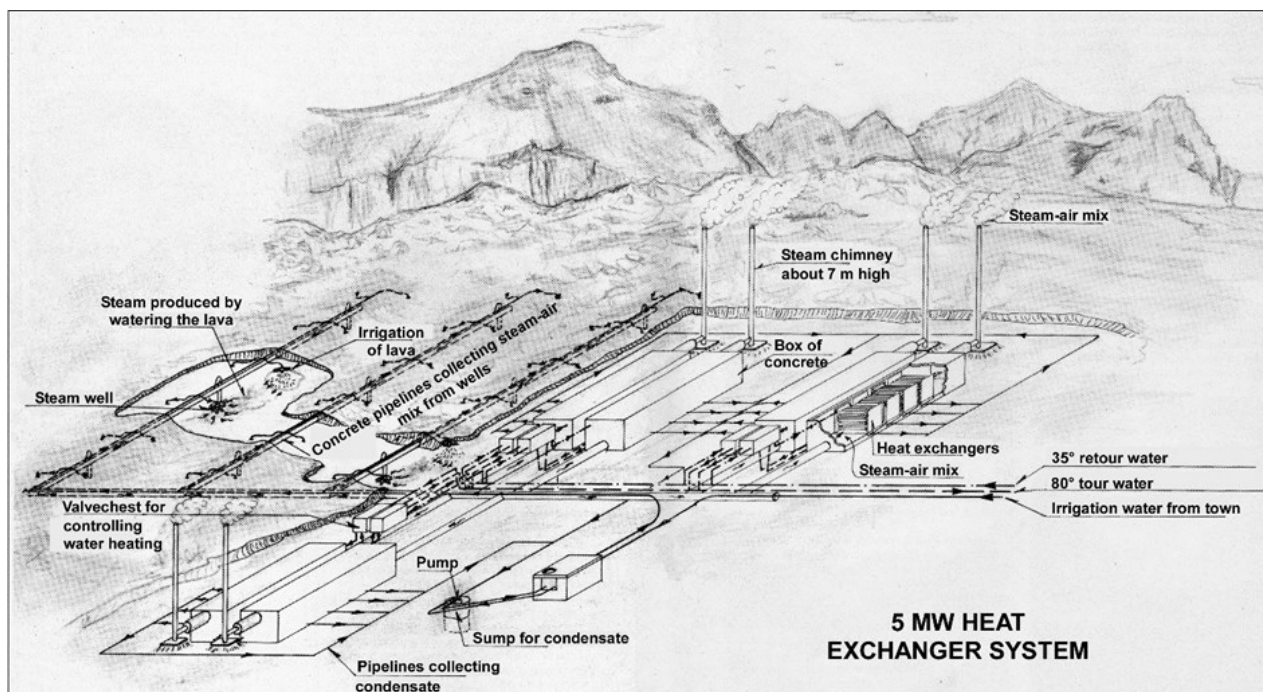 Steam-air mix
Steam chimney
about 7 m high
Steam produced by
watering the lava
Irrigation
of lava
Steam well
Concrete pipelines collecting steam-air
mix from wells
Box of
concrete
Heat exchangers
Steam-air mix
35° retour water
80° tour water
Irrigation water from town
Valvechest for
controlling
water heating
Pump
Sump for condensate
Pipelines collecting
condensate
5 MW HEAT
EXCHANGER SYSTEM